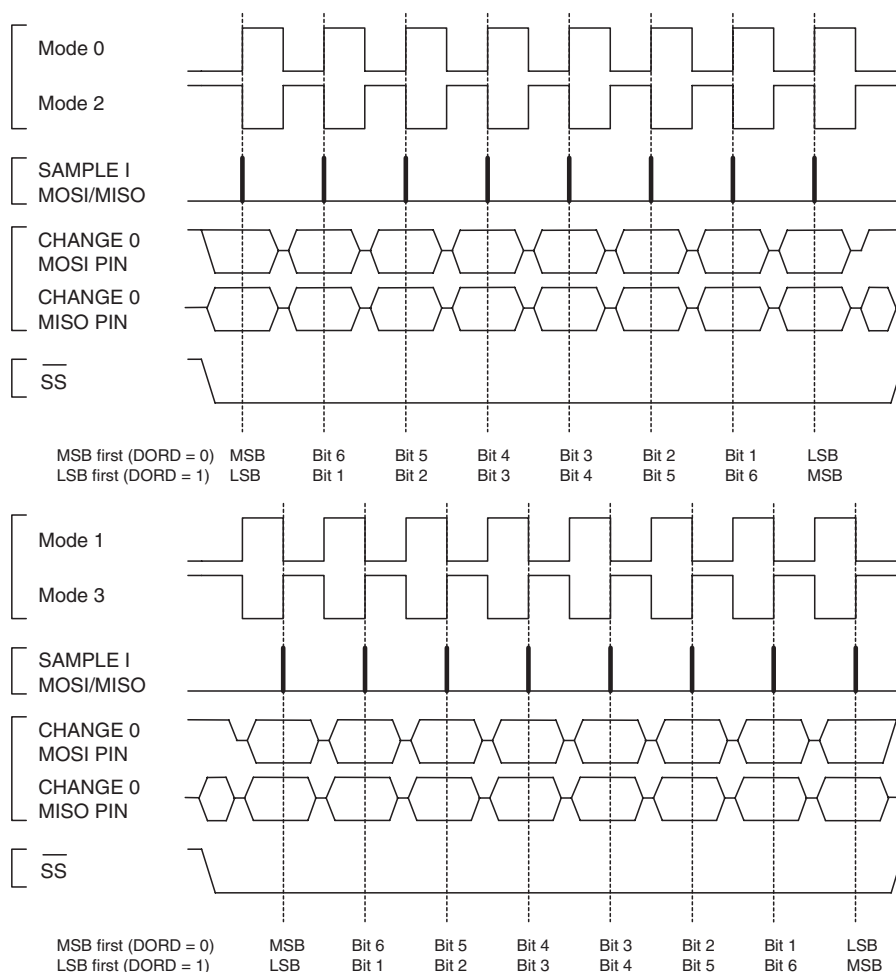 Mode 0
Mode 2
SAMPLE I
MOSI/MISO
CHANGE 0
MOSI PIN
CHANGE 0
MISO PIN
SS
MSB first (DORD = 0) MSB Bit 6 Bit 5 Bit 4 Bit 3 Bit 2 Bit 1 LSB
LSB first (DORD = 1) LSB Bit 1 Bit 2 Bit 3 Bit 4 Bit 5 Bit 6 MSB
Mode 1
Mode 3
SAMPLE I
MOSI/MISO
CHANGE 0
MOSI PIN
CHANGE 0
MISO PIN
SS
MSB first (DORD = 0) MSB Bit 6 Bit 5 Bit 4 Bit 3 Bit 2 Bit 1 LSB
LSB first (DORD = 1) LSB Bit 1 Bit 2 Bit 3 Bit 4 Bit 5 Bit 6 MSB